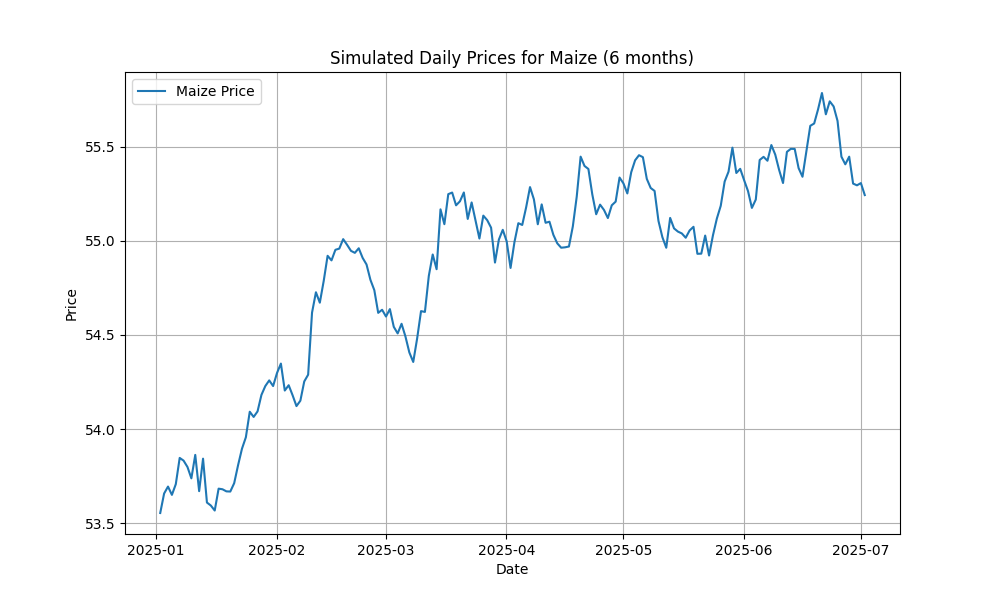 Simulated Daily Prices for Maize (6 months)
Maize Price
55.5
55.0
54.5
54.0
53.5
Price
2025-01 2025-02 2025-03 2025-04 2025-05 2025-06 2025-07
Date